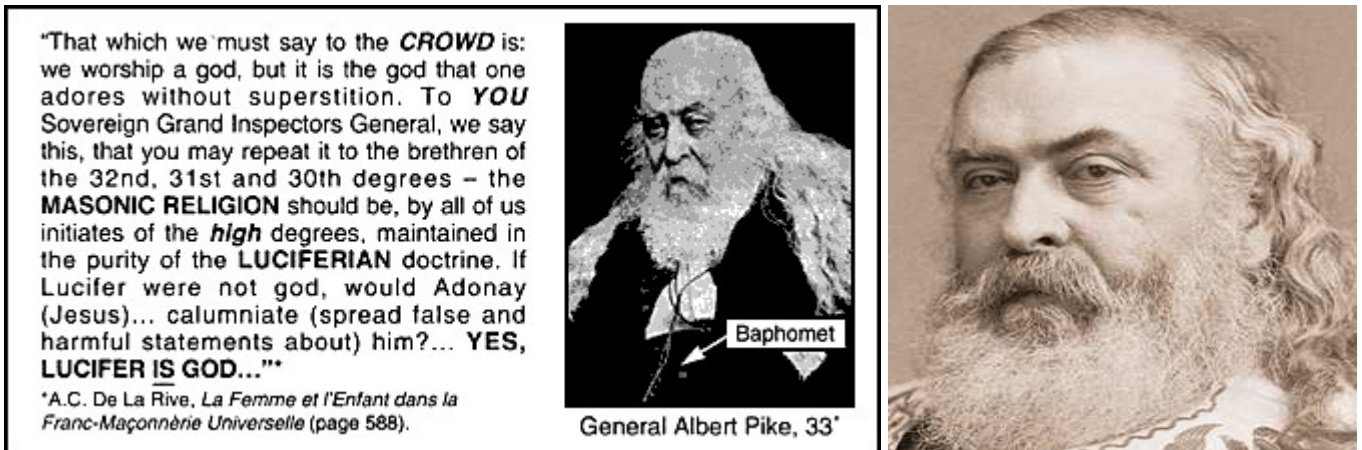 "That which we must say to the CROWD is:
we worship a god, but it is the god that one
adores without superstition. To YOU
Sovereign Grand Inspectors General, we say
this, that you may repeat it to the brethren of
the 32nd, 31st and 30th degrees – the
MASONIC RELIGION should be, by all of us
initiates of the high degrees, maintained in
the purity of the LUCIFERIAN doctrine. If
Lucifer were not god, would Adonay
(Jesus)... calumniate (spread false and
harmful statements about) him?... YES,
LUCIFER IS GOD..."*
*A.C. De La Rive, La Femme et l'Enfant dans la
Franc-Maçonnèrie Universelle (page 588).
Baphomet
General Albert Pike, 33°